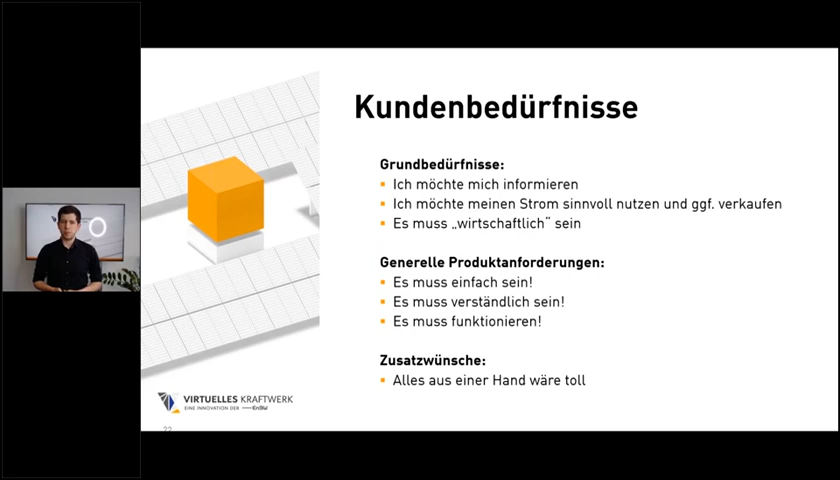 Kundenbedürfnisse
Grundbedürfnisse:
Ich möchte mich informieren
Ich möchte meinen Strom sinnvoll nutzen und ggf. verkaufen
Es muss „wirtschaftlich“ sein
Generelle Produktanforderungen:
Es muss einfach sein!
Es muss verständlich sein!
Es muss funktionieren!
Zusatzwünsche:
Alles aus einer Hand wäre toll
VIRTUELLES KRAFTWERK
EINE INNOVATION DER EnBW
22